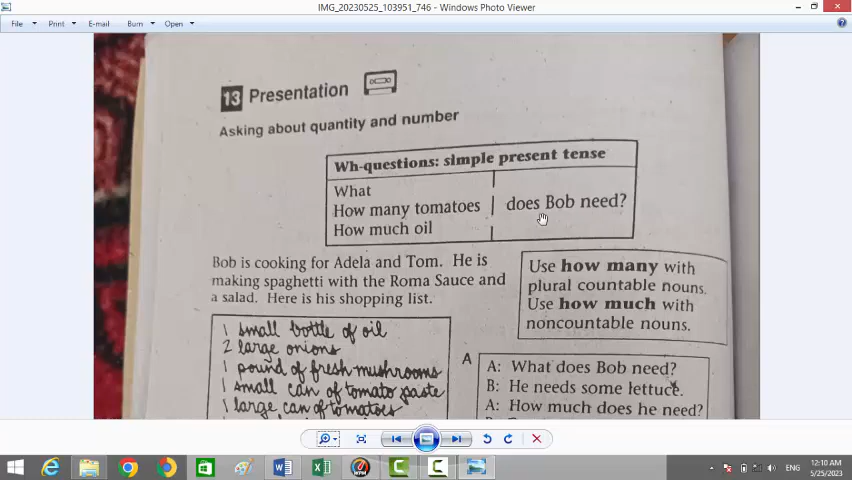 IMG_20230525_103951_746 - Windows Photo Viewer
File Print E-mail Burn Open
13 Presentation
Asking about quantity and number
Wh-questions: simple present tense
What
How many tomatoes
How much oil
does Bob need?
Bob is cooking for Adela and Tom. He is
making spaghetti with the Roma Sauce and
a salad. Here is his shopping list.
Use how many with
plural countable nouns.
Use how much with
noncountable nouns.
1 small bottle of oil
2 large onions
1 pound of fresh mushrooms
1 small can of tomato paste
1 large can of tomatoes
A
A: What does Bob need?
B: He needs some lettuce.
A: How much does he need?
ENG
12:10 AM
5/25/2023